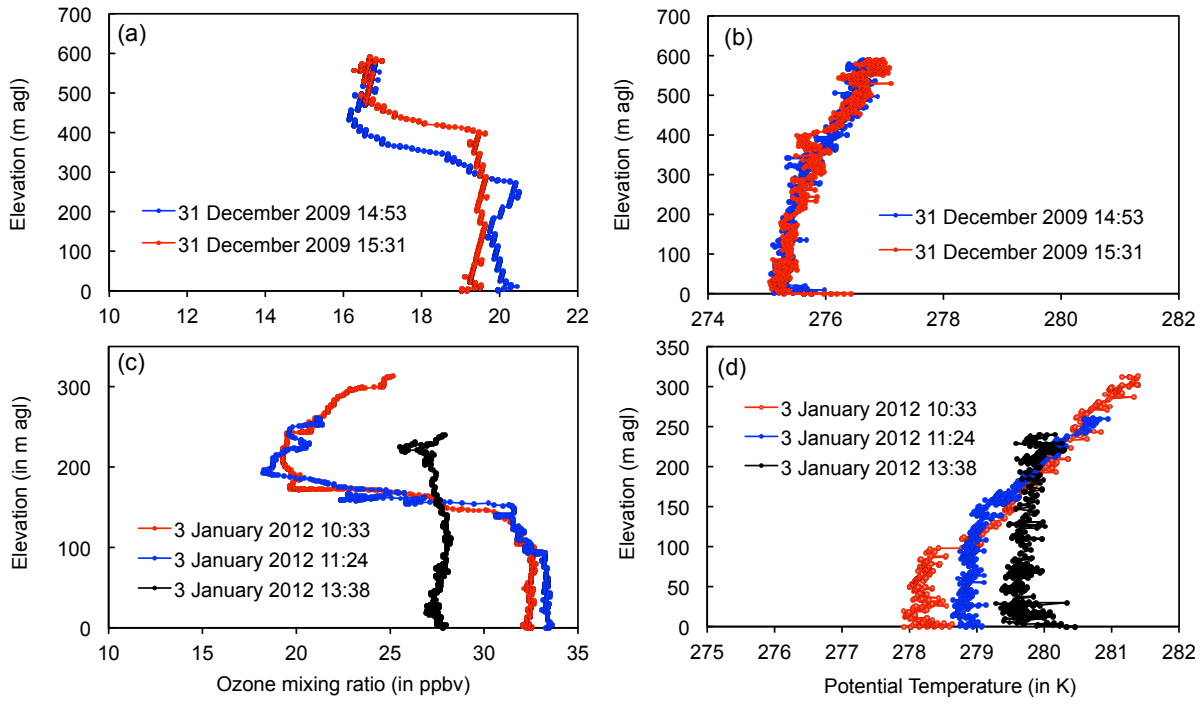 (a)
700
600
500
400
300
200
100
0
Elevation (m agl)
31 December 2009 14:53
31 December 2009 15:31
10 12 14 16 18 20 22
(b)
700
600
500
400
300
200
100
0
Elevation (m agl)
31 December 2009 14:53
31 December 2009 15:31
274 276 278 280 282
(c)
300
200
100
0
Elevation (in m agl)
3 January 2012 10:33
3 January 2012 11:24
3 January 2012 13:38
10 15 20 25 30 35
Ozone mixing ratio (in ppbv)
(d)
350
300
250
200
150
100
50
0
Elevation (m agl)
3 January 2012 10:33
3 January 2012 11:24
3 January 2012 13:38
275 276 277 278 279 280 281 282
Potential Temperature (in K)